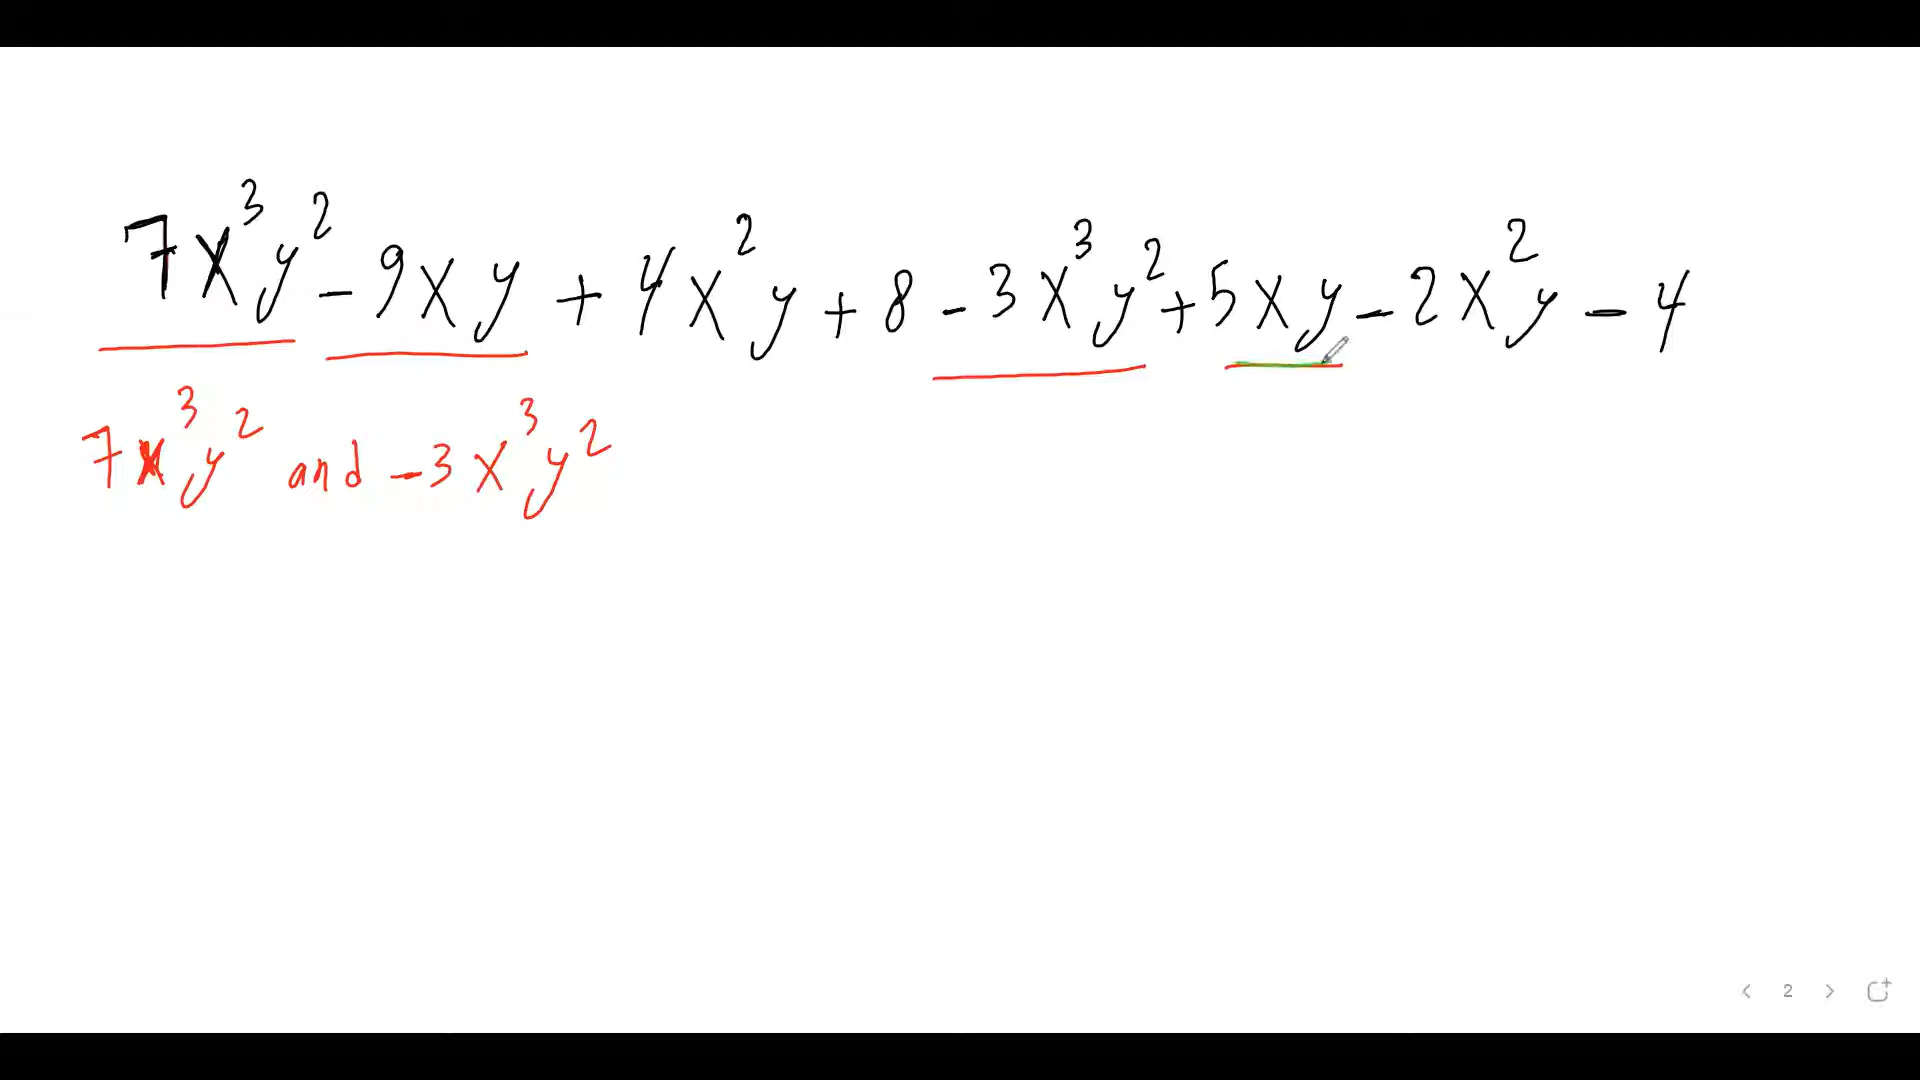 7x³y² - 9xy + 4x²y + 8 - 3x³y² + 5xy - 2x²y - 4
7x³y² and -3x³y²
2